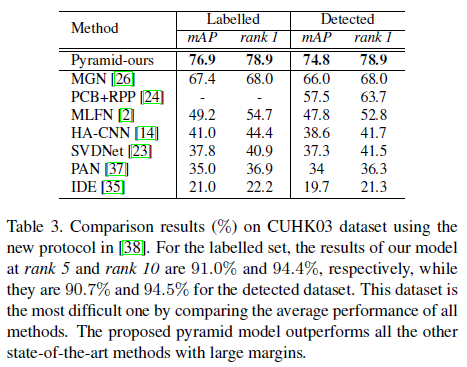 Method Labelled Detected
mAP rank 1 mAP rank 1
Pyramid-ours 76.9 78.9 74.8 78.9
MGN [26] 67.4 68.0 66.0 68.0
PCB+RPP [24] - - 57.5 63.7
MLFN [2] 49.2 54.7 47.8 52.8
HA-CNN [14] 41.0 44.4 38.6 41.7
SVDNet [23] 37.8 40.9 37.3 41.5
PAN [37] 35.0 36.9 34 36.3
IDE [35] 21.0 22.2 19.7 21.3
Table 3. Comparison results (%) on CUHK03 dataset using the
new protocol in [38]. For the labelled set, the results of our model
at rank 5 and rank 10 are 91.0% and 94.4%, respectively, while
they are 90.7% and 94.5% for the detected dataset. This dataset is
the most difficult one by comparing the average performance of all
methods. The proposed pyramid model outperforms all the other
state-of-the-art methods with large margins.